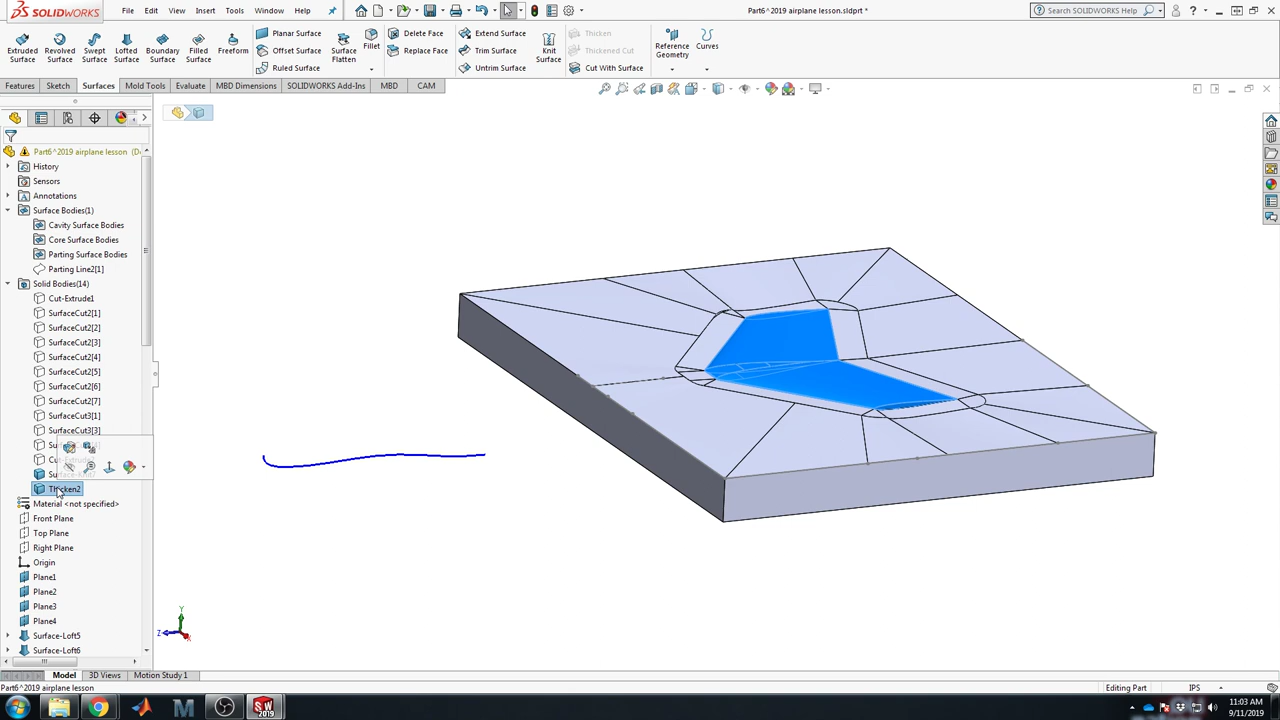 SOLIDWORKS File Edit View Insert Tools Window Help Part6^2019 airplane lesson.sldprt * Search SOLIDWORKS Help
Extruded Surface
Revolved Surface
Swept Surface
Lofted Surface
Boundary Surface
Filled Surface
Freeform
Planar Surface
Offset Surface
Ruled Surface
Surface Flatten
Fillet
Delete Face
Replace Face
Extend Surface
Trim Surface
Untrim Surface
Knit Surface
Thicken
Thickened Cut
Cut With Surface
Reference Geometry
Curves
Features Sketch Surfaces Mold Tools Evaluate MBD Dimensions SOLIDWORKS Add-Ins MBD CAM
Part6^2019 airplane lesson (D
History
Sensors
Annotations
Surface Bodies(1)
Cavity Surface Bodies
Core Surface Bodies
Parting Surface Bodies
Parting Line2[1]
Solid Bodies(14)
Cut-Extrude1
SurfaceCut2[1]
SurfaceCut2[2]
SurfaceCut2[3]
SurfaceCut2[4]
SurfaceCut2[5]
SurfaceCut2[6]
SurfaceCut2[7]
SurfaceCut3[1]
SurfaceCut3[3]
Thicken2
Material <not specified>
Front Plane
Top Plane
Right Plane
Origin
Plane1
Plane2
Plane3
Plane4
Surface-Loft5
Surface-Loft6
Y
Z
X
Model 3D Views Motion Study 1
Part6^2019 airplane lesson Editing Part IPS
SW 2019
11:03 AM
9/11/2019